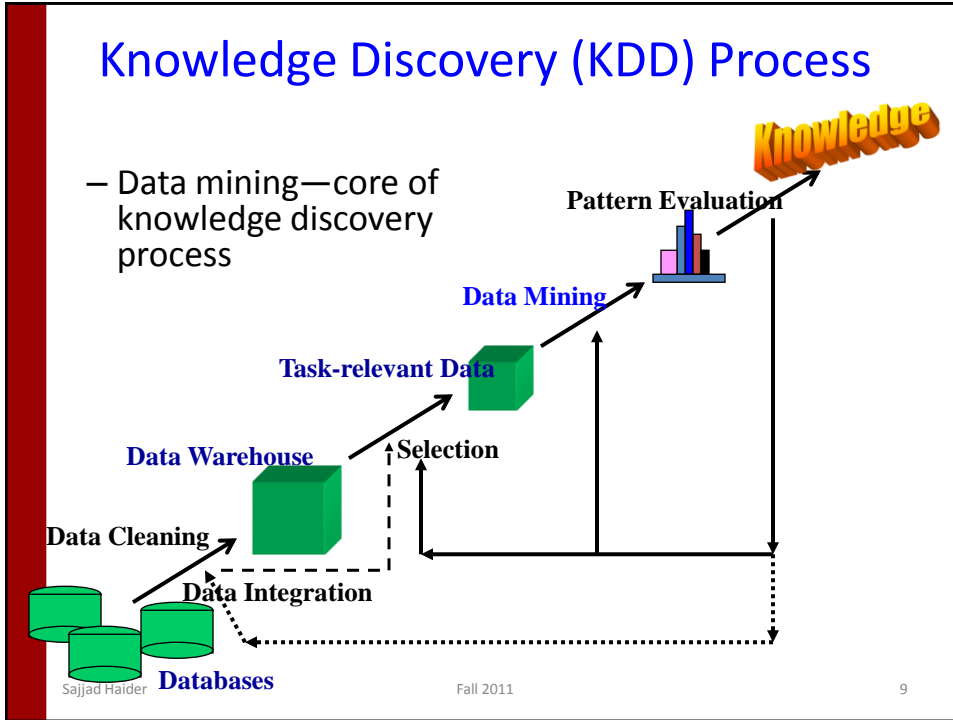 Knowledge Discovery (KDD) Process
Knowledge
– Data mining—core of
knowledge discovery
process
Pattern Evaluation
Data Mining
Task-relevant Data
Data Warehouse
Selection
Data Cleaning
Data Integration
Databases
Sajjad Haider
Fall 2011
9